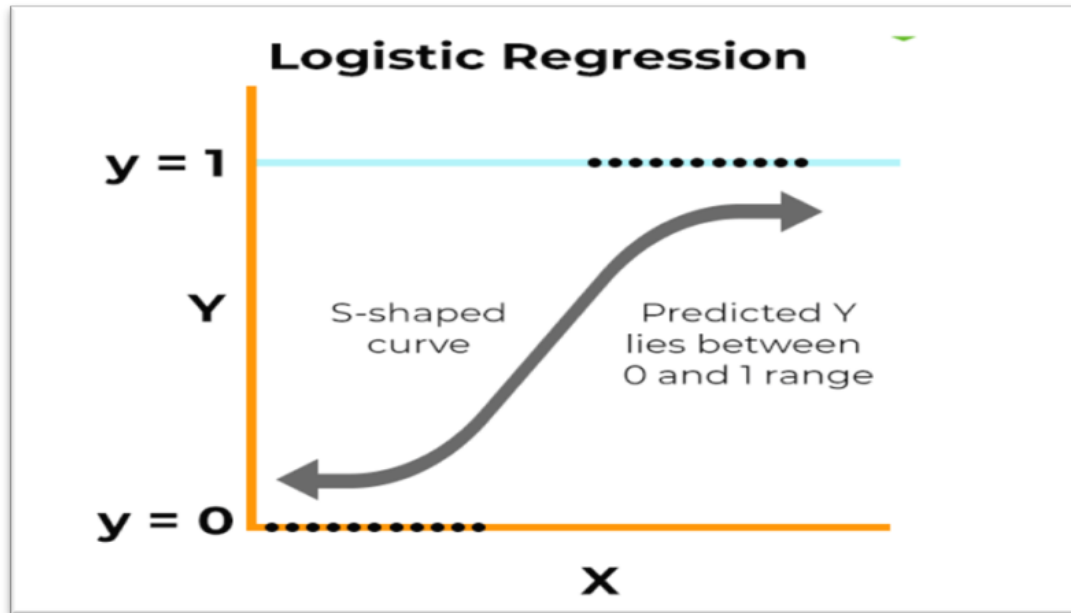 Logistic Regression
y = 1
Y
S-shaped
curve
Predicted Y
lies between
0 and 1 range
y = 0
X